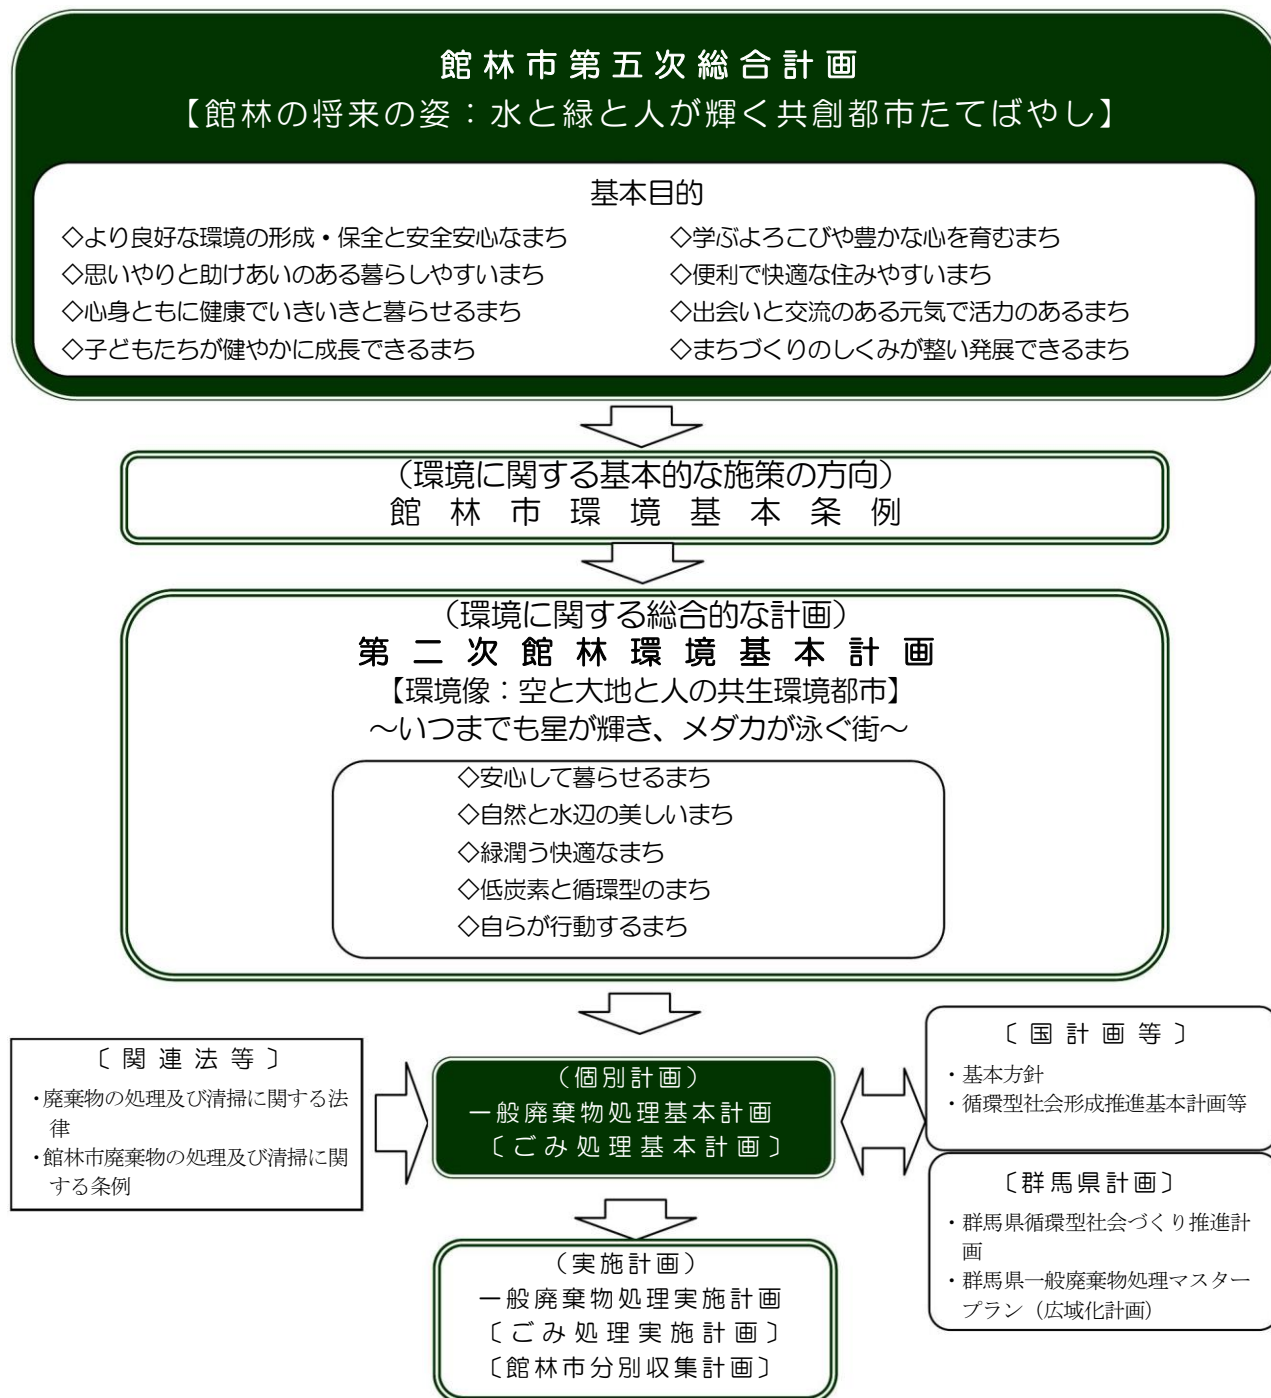 館林市第五次総合計画
【館林の将来の姿：水と緑と人が輝く共創都市たてばやし】
基本目的
◇より良好な環境の形成・保全と安全安心なまち
◇思いやりと助けあいのある暮らしやすいまち
◇心身ともに健康でいきいきと暮らせるまち
◇子どもたちが健やかに成長できるまち
◇学ぶよろこびや豊かな心を育むまち
◇便利で快適な住みやすいまち
◇出会いと交流のある元気で活力のあるまち
◇まちづくりのしくみが整い発展できるまち
（環境に関する基本的な施策の方向）
館林市環境基本条例
（環境に関する総合的な計画）
第二次館林環境基本計画
【環境像：空と大地と人の共生環境都市】
～いつまでも星が輝き、メダカが泳ぐ街～
◇安心して暮らせるまち
◇自然と水辺の美しいまち
◇緑潤う快適なまち
◇低炭素と循環型のまち
◇自らが行動するまち
〔関連法等〕
・廃棄物の処理及び清掃に関する法
律
・館林市廃棄物の処理及び清掃に関
する条例
（個別計画）
一般廃棄物処理基本計画
〔ごみ処理基本計画〕
〔国計画等〕
・基本方針
・循環型社会形成推進基本計画等
〔群馬県計画〕
・群馬県循環型社会づくり推進計
画
・群馬県一般廃棄物処理マスター
プラン（広域化計画）
（実施計画）
一般廃棄物処理実施計画
〔ごみ処理実施計画〕
〔館林市分別収集計画〕